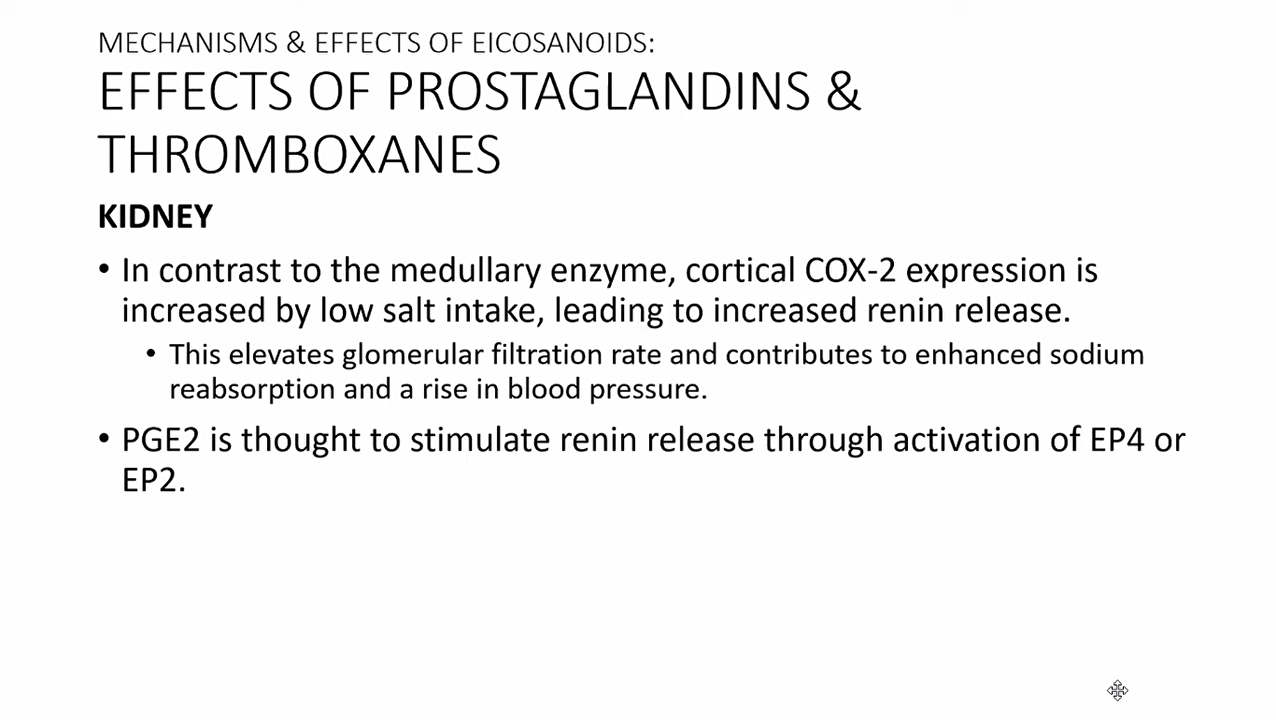 MECHANISMS & EFFECTS OF EICOSANOIDS:
EFFECTS OF PROSTAGLANDINS &
THROMBOXANES
KIDNEY
• In contrast to the medullary enzyme, cortical COX-2 expression is
increased by low salt intake, leading to increased renin release.
• This elevates glomerular filtration rate and contributes to enhanced sodium
reabsorption and a rise in blood pressure.
• PGE2 is thought to stimulate renin release through activation of EP4 or
EP2.